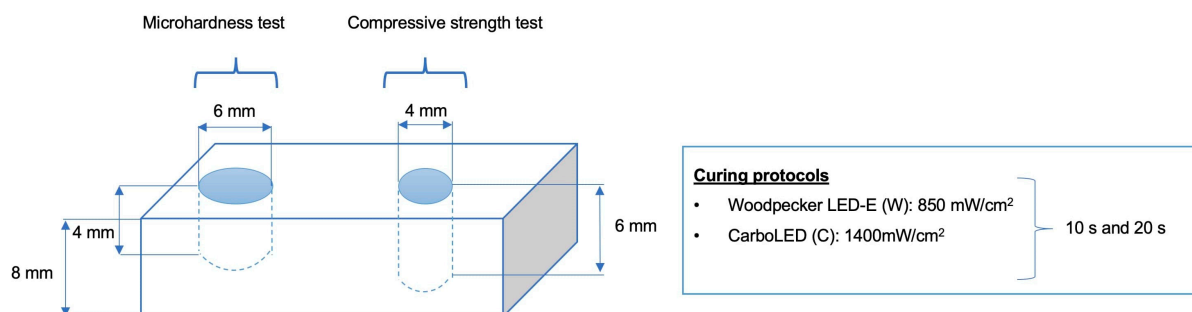 Microhardness test
Compressive strength test
6 mm
4 mm
4 mm
6 mm
8 mm
Curing protocols
• Woodpecker LED-E (W): 850 mW/cm²
• CarboLED (C): 1400mW/cm²
10 s and 20 s